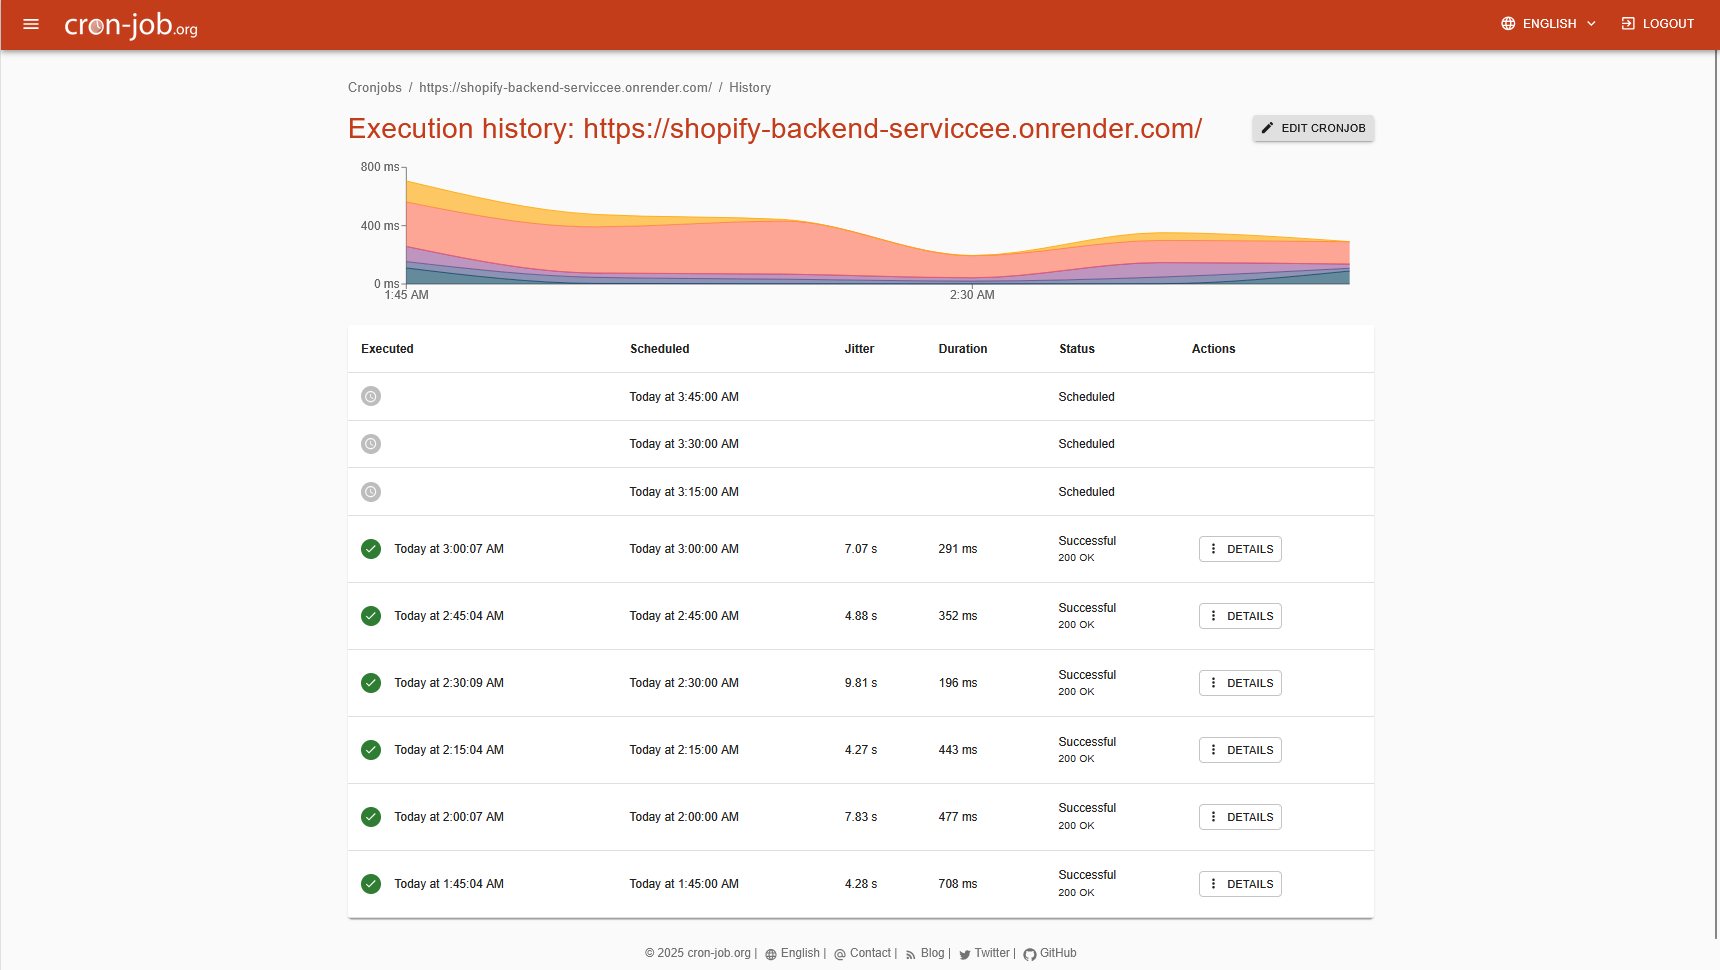 cron-job.org
ENGLISH
LOGOUT
Cronjobs / https://shopify-backend-serviccee.onrender.com/ / History
Execution history: https://shopify-backend-serviccee.onrender.com/
EDIT CRONJOB
800 ms
400 ms
0 ms
1:45 AM 2:30 AM
Executed Scheduled Jitter Duration Status Actions
Today at 3:45:00 AM Scheduled
Today at 3:30:00 AM Scheduled
Today at 3:15:00 AM Scheduled
Today at 3:00:07 AM Today at 3:00:00 AM 7.07 s 291 ms Successful DETAILS
200 OK
Today at 2:45:04 AM Today at 2:45:00 AM 4.88 s 352 ms Successful DETAILS
200 OK
Today at 2:30:09 AM Today at 2:30:00 AM 9.81 s 196 ms Successful DETAILS
200 OK
Today at 2:15:04 AM Today at 2:15:00 AM 4.27 s 443 ms Successful DETAILS
200 OK
Today at 2:00:07 AM Today at 2:00:00 AM 7.83 s 477 ms Successful DETAILS
200 OK
Today at 1:45:04 AM Today at 1:45:00 AM 4.28 s 708 ms Successful DETAILS
200 OK
© 2025 cron-job.org | English | Contact | Blog | Twitter | GitHub